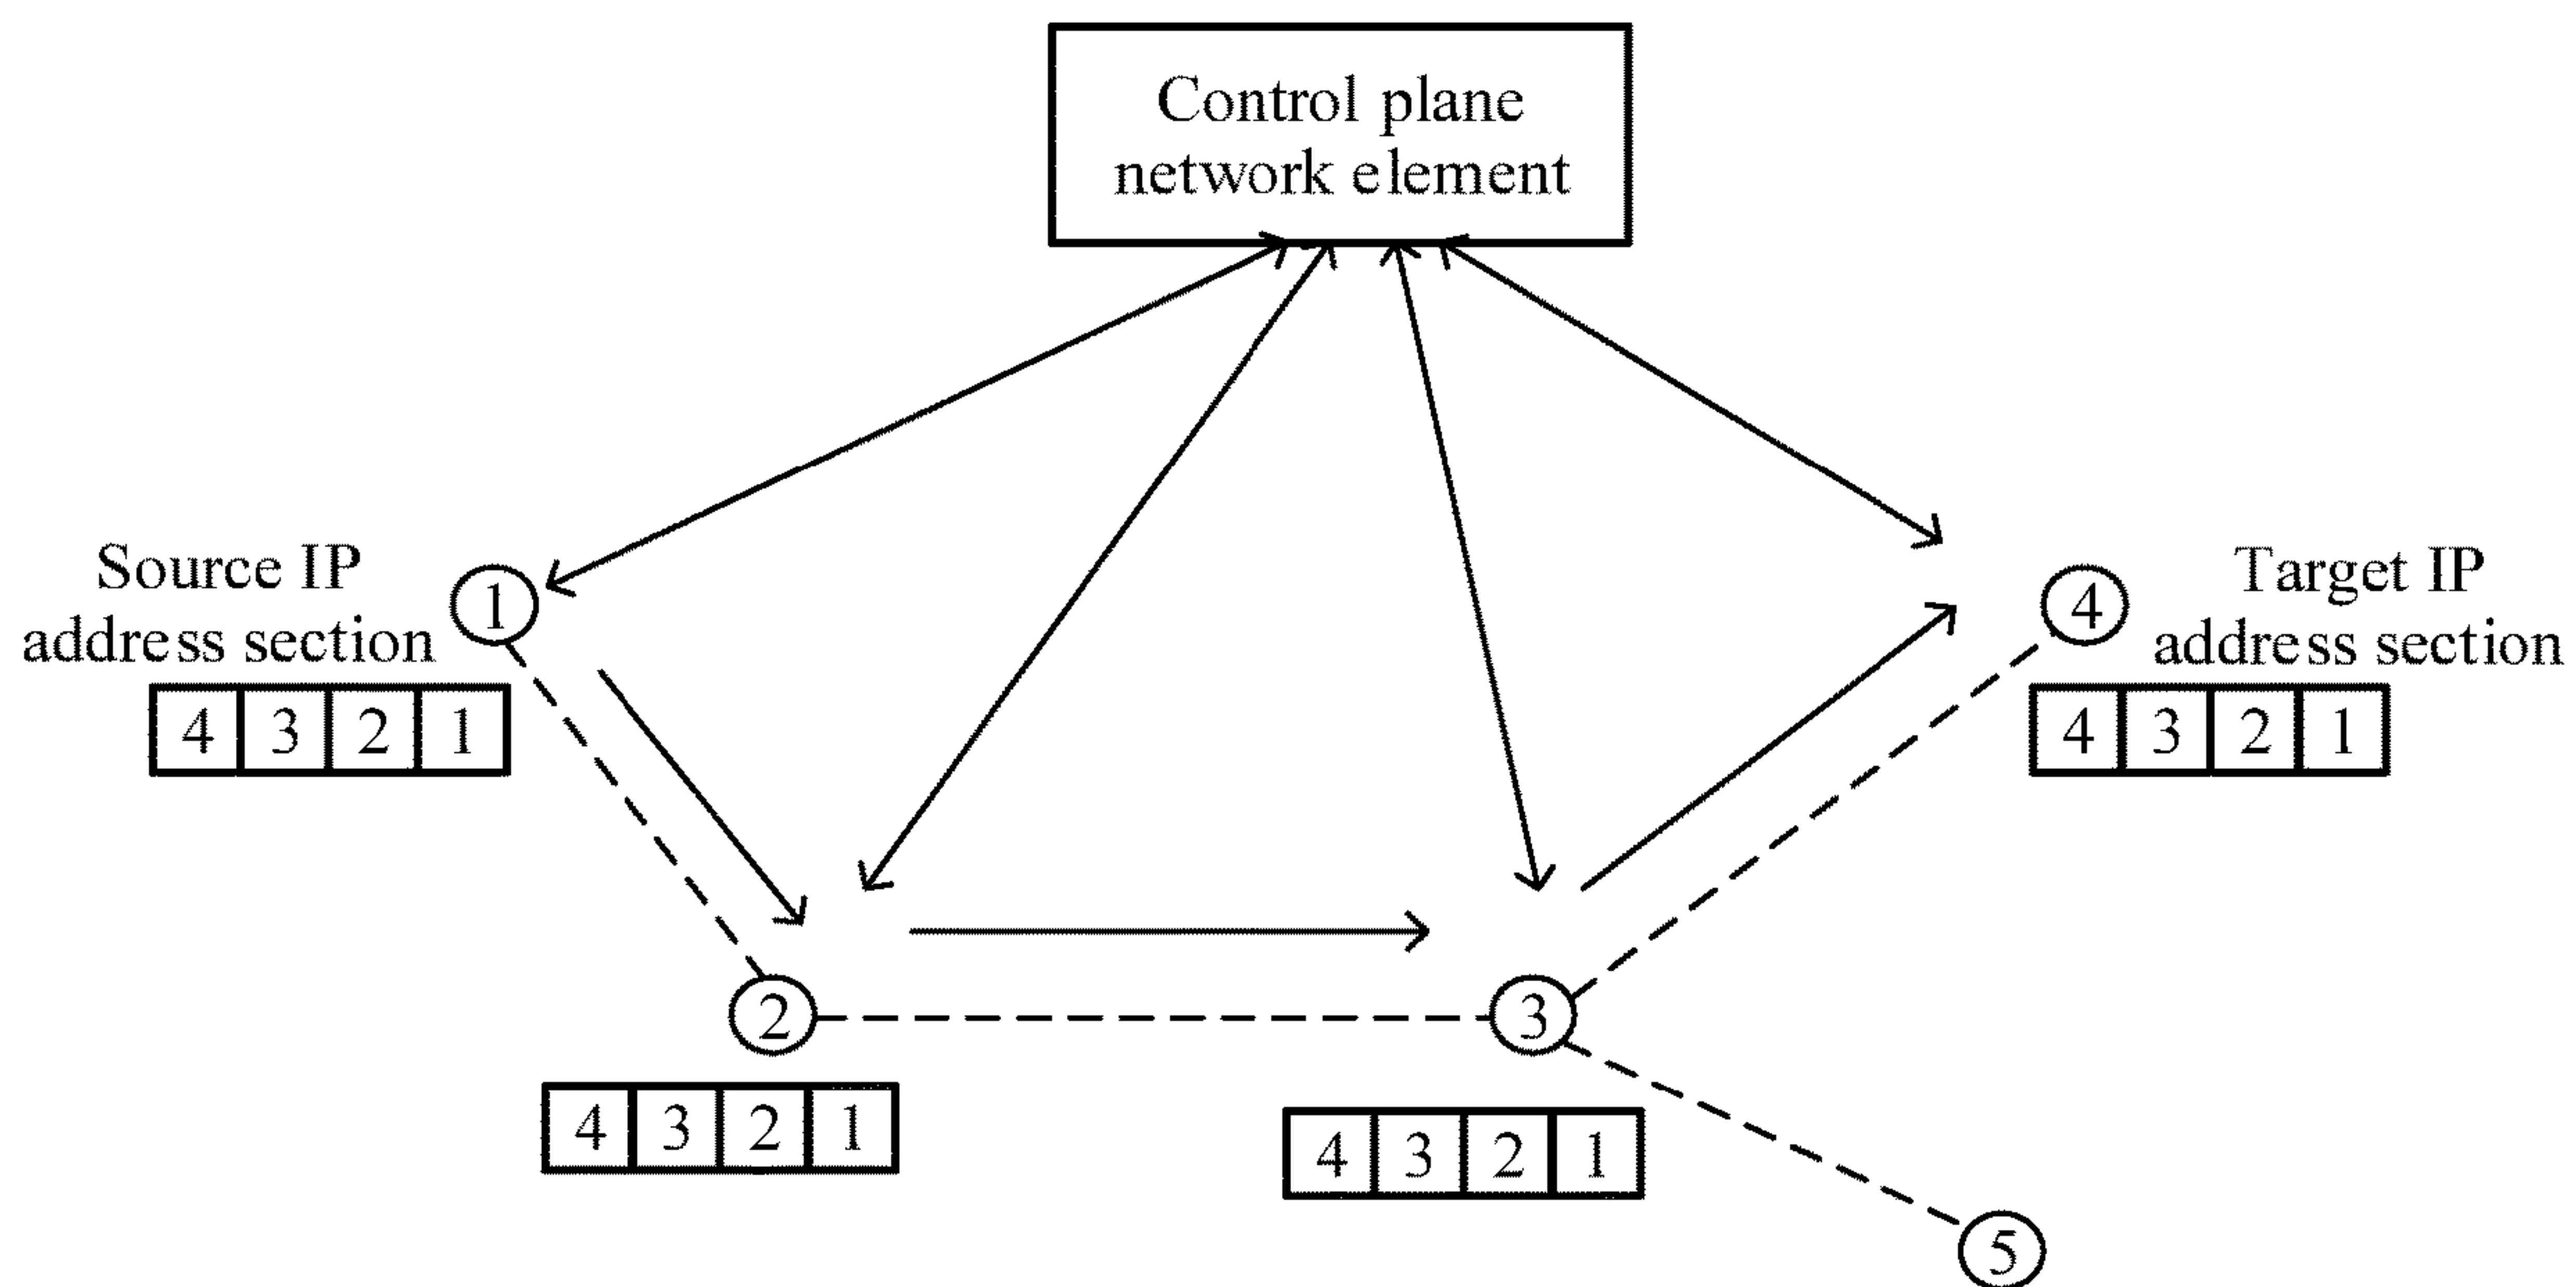 Control plane
network element
Source IP
address section
1
4
Target IP
address section
4 3 2 1
4 3 2 1
2
3
4 3 2 1
4 3 2 1
5